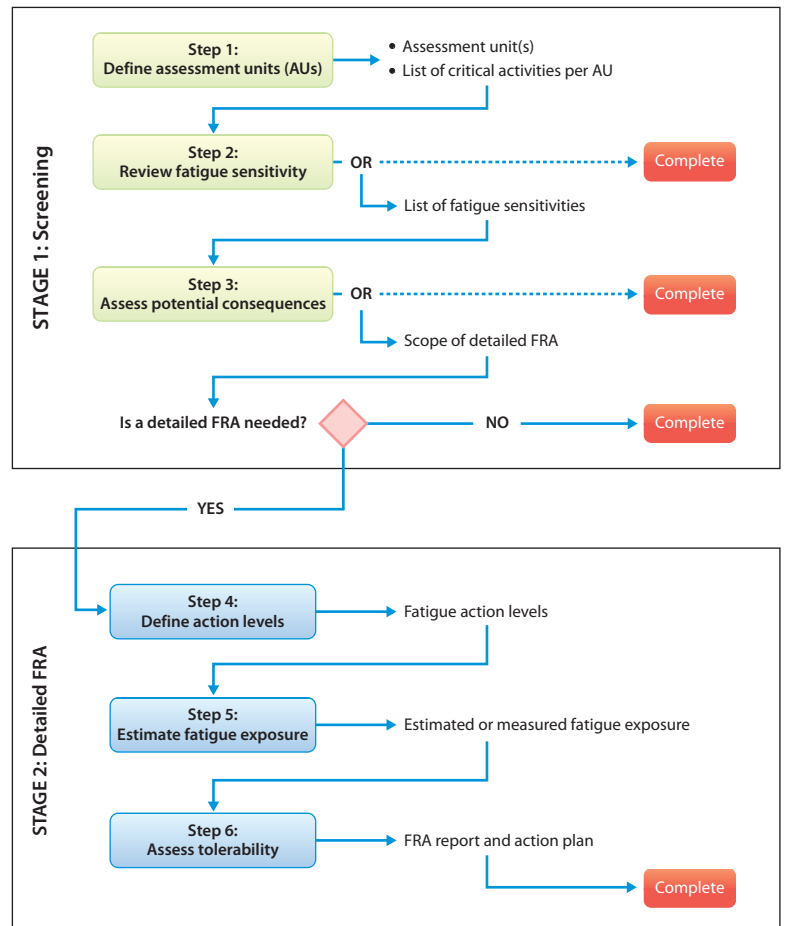 STAGE 1: Screening
Step 1:
Define assessment units (AUs)
• Assessment unit(s)
• List of critical activities per AU
Step 2:
Review fatigue sensitivity
OR
Complete
List of fatigue sensitivities
Step 3:
Assess potential consequences
OR
Complete
Scope of detailed FRA
Is a detailed FRA needed?
NO
Complete
YES
STAGE 2: Detailed FRA
Step 4:
Define action levels
Fatigue action levels
Step 5:
Estimate fatigue exposure
Estimated or measured fatigue exposure
Step 6:
Assess tolerability
FRA report and action plan
Complete